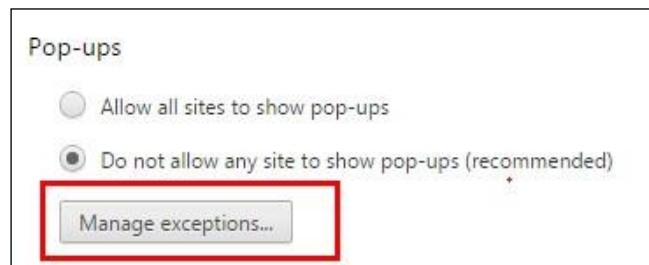 Pop-ups
Allow all sites to show pop-ups
Do not allow any site to show pop-ups (recommended)
Manage exceptions...